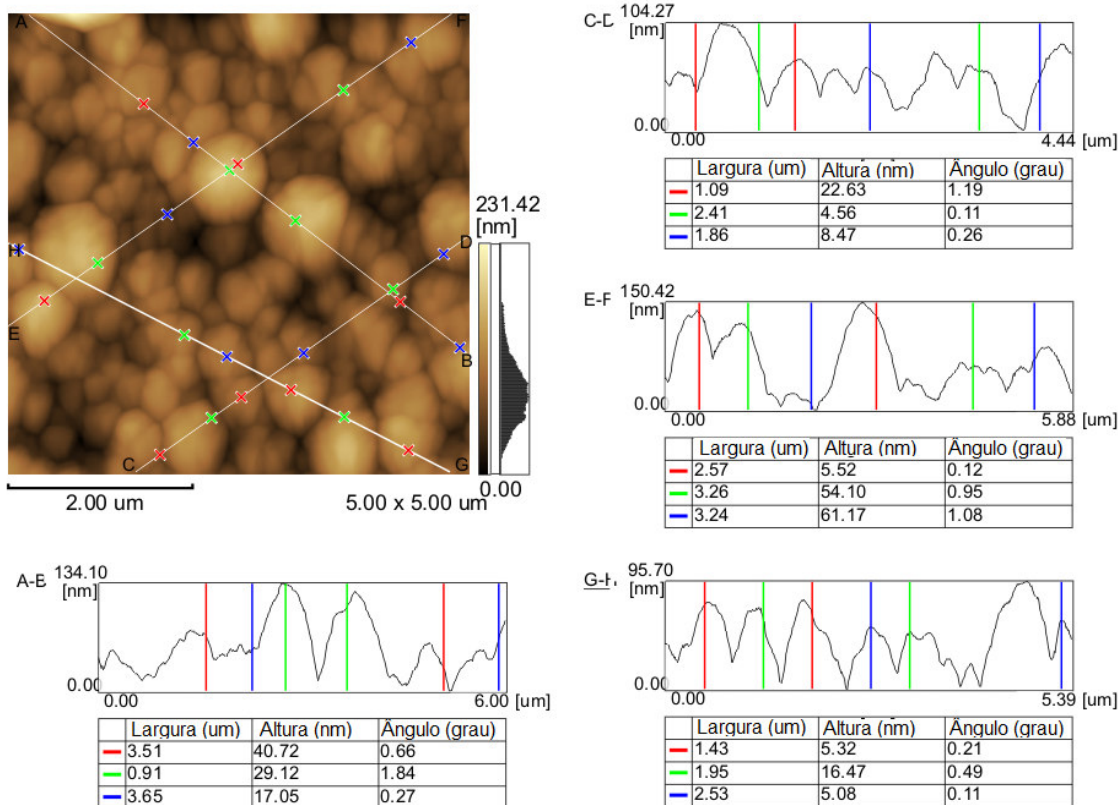 A
F
H
E
D
B
C
G
231.42
[nm]
0.00
2.00 um
5.00 x 5.00 um
C-D
104.27
[nm]
0.00
0.00
4.44 [um]
Largura (um) Altura (nm) Ângulo (grau)
1.09 22.63 1.19
2.41 4.56 0.11
1.86 8.47 0.26
E-F
150.42
[nm]
0.00
0.00
5.88 [um]
Largura (um) Altura (nm) Ângulo (grau)
2.57 5.52 0.12
3.26 54.10 0.95
3.24 61.17 1.08
A-B
134.10
[nm]
0.00
0.00
6.00 [um]
Largura (um) Altura (nm) Ângulo (grau)
3.51 40.72 0.66
0.91 29.12 1.84
3.65 17.05 0.27
G-H
95.70
[nm]
0.00
0.00
5.39 [um]
Largura (um) Altura (nm) Ângulo (grau)
1.43 5.32 0.21
1.95 16.47 0.49
2.53 5.08 0.11